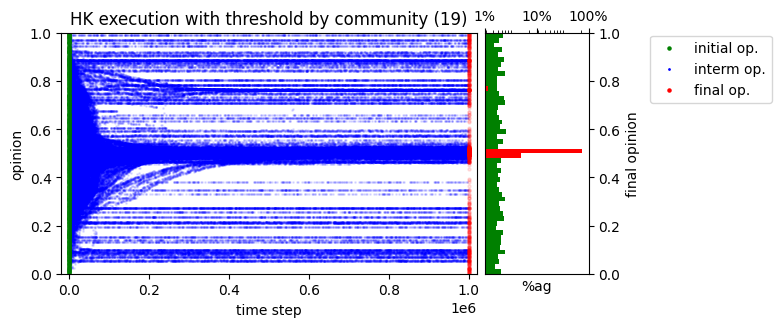 HK execution with threshold by community (19)
1% 10% 100%
initial op.
interm op.
final op.
1.0 1.0
0.8 0.8
0.6 0.6
0.4 0.4
0.2 0.2
0.0 0.0
opinion
final opinion
0.0 0.2 0.4 0.6 0.8 1.0
1e6
time step
%ag